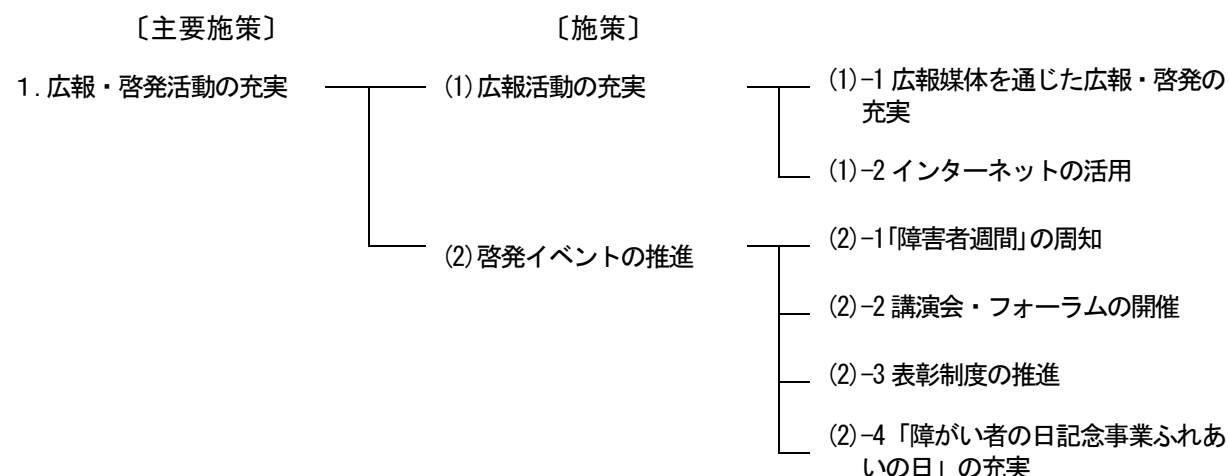 〔主要施策〕 〔施策〕
１．広報・啓発活動の充実
(1)広報活動の充実
(1)-1 広報媒体を通じた広報・啓発の
充実
(1)-2 インターネットの活用
(2)啓発イベントの推進
(2)-1「障害者週間」の周知
(2)-2 講演会・フォーラムの開催
(2)-3 表彰制度の推進
(2)-4「障がい者の日記念事業ふれあ
いの日」の充実